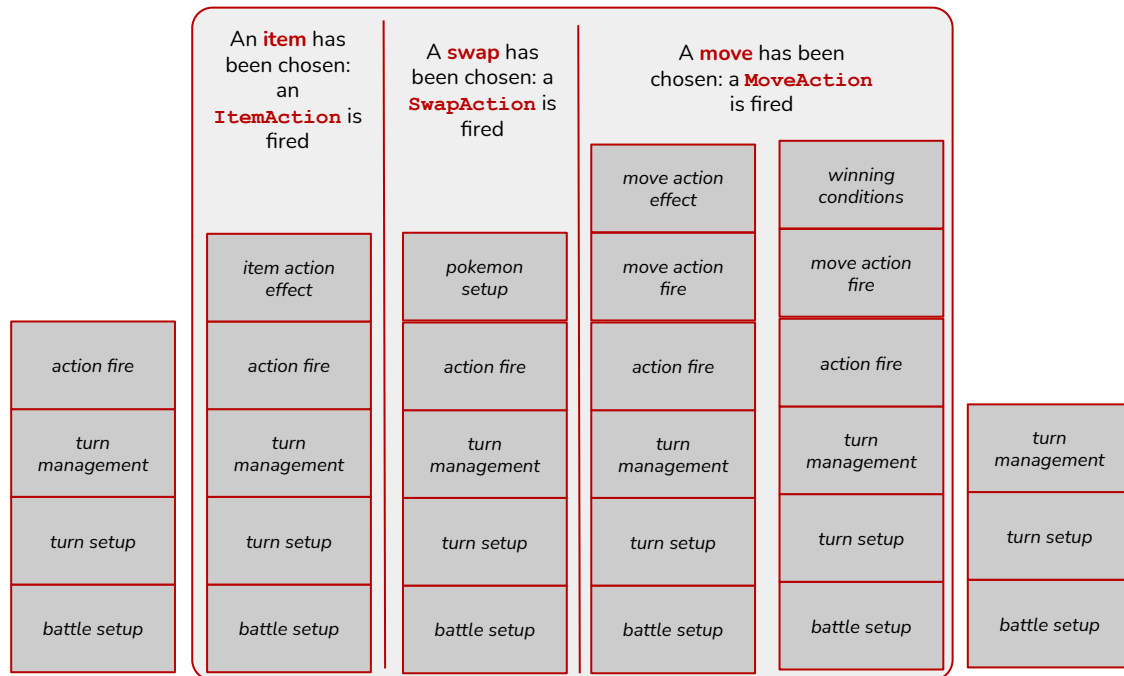 An item has
been chosen:
an
ItemAction is
fired
A swap has
been chosen: a
SwapAction is
fired
A move has been
chosen: a MoveAction
is fired
action fire
turn
management
turn setup
battle setup
item action
effect
action fire
turn
management
turn setup
battle setup
pokemon
setup
action fire
turn
management
turn setup
battle setup
move action
effect
move action
fire
action fire
turn
management
turn setup
battle setup
winning
conditions
move action
fire
action fire
turn
management
turn setup
battle setup
turn
management
turn setup
battle setup